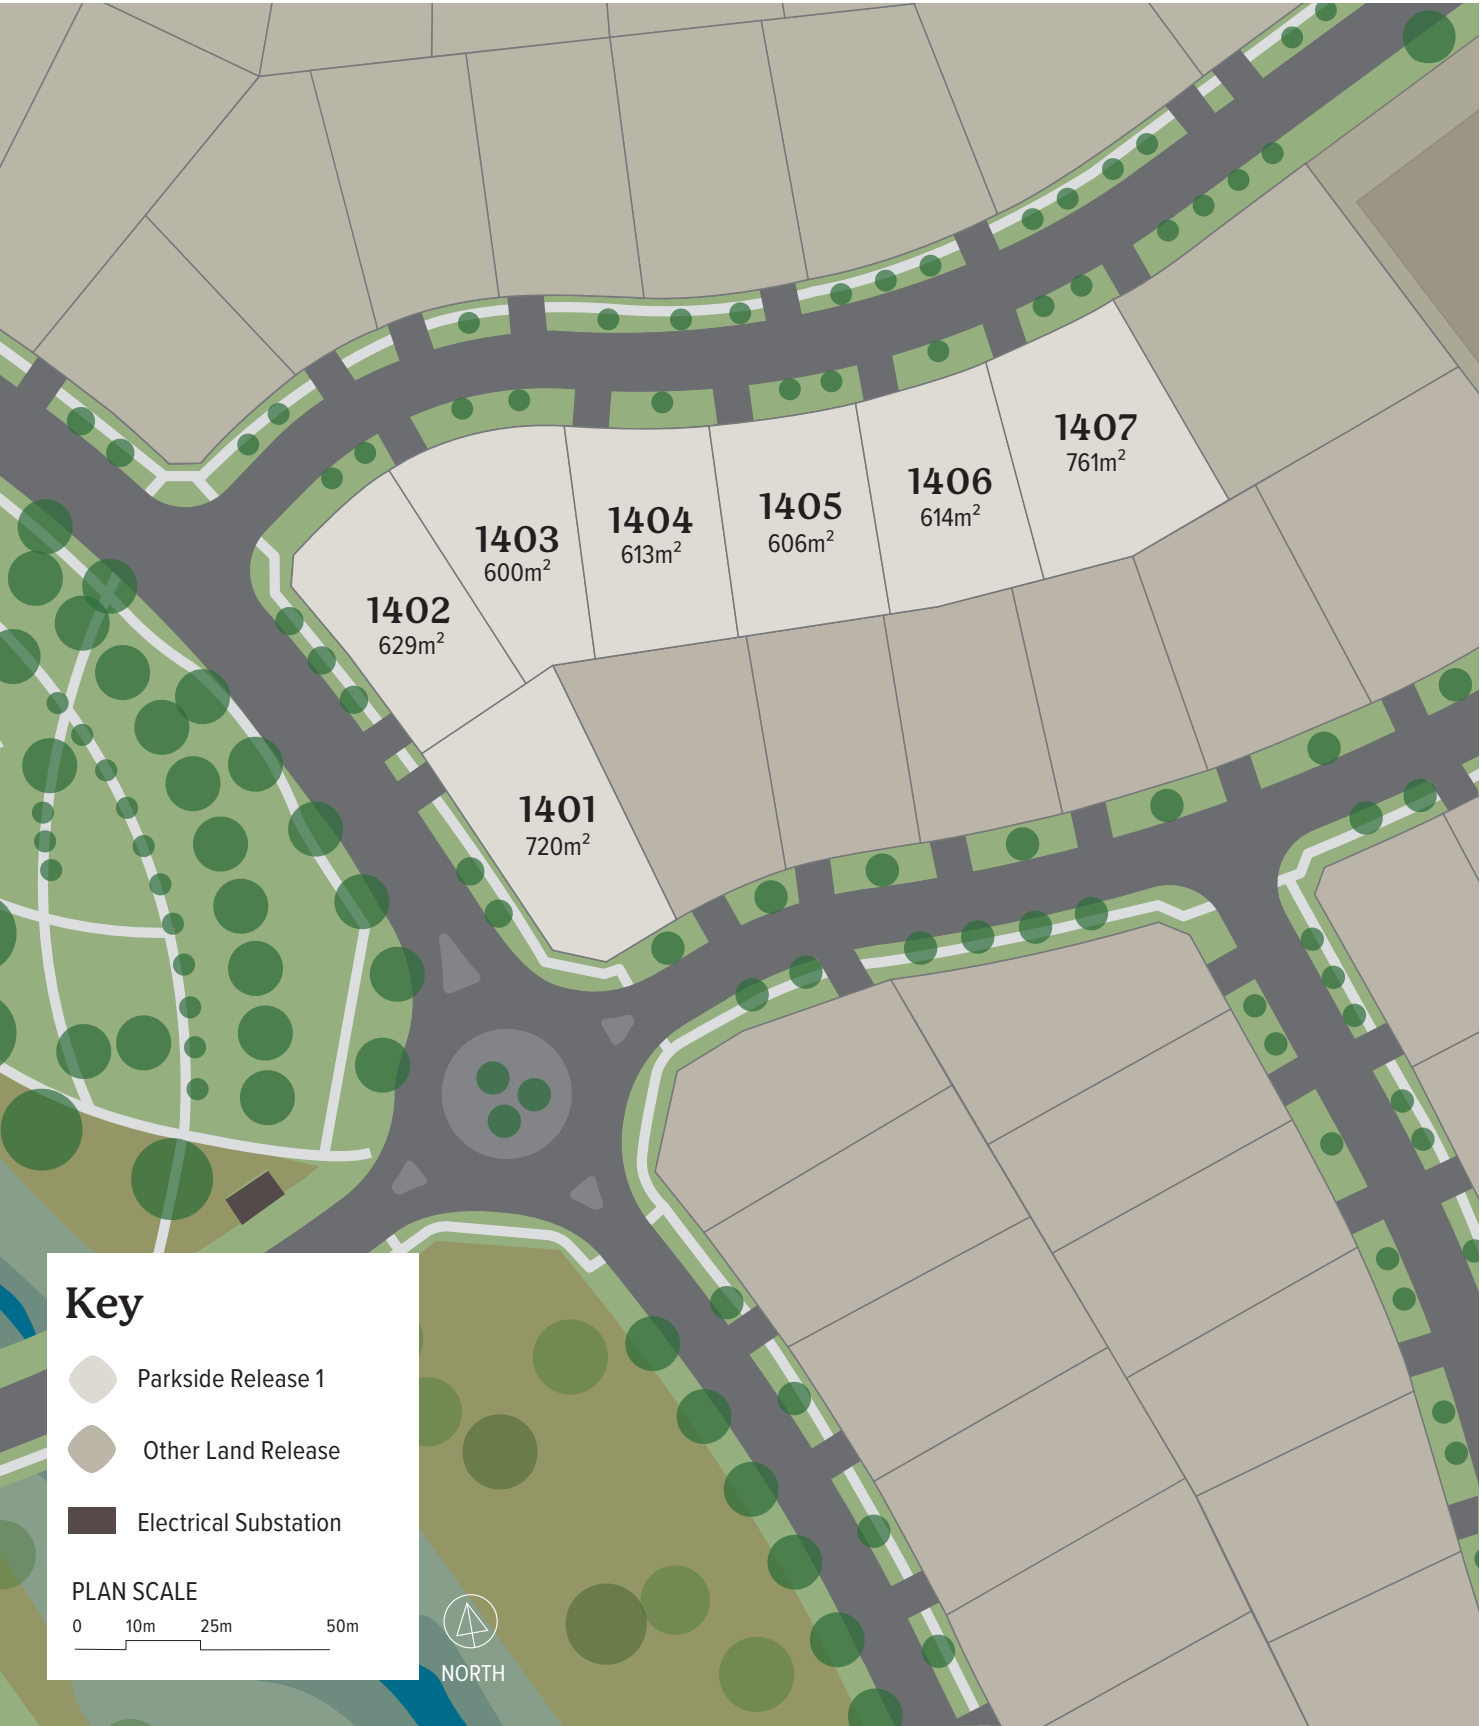 1407
761m²
1406
614m²
1405
606m²
1404
613m²
1403
600m²
1402
629m²
1401
720m²
Key
Parkside Release 1
Other Land Release
Electrical Substation
PLAN SCALE
0 10m 25m 50m
NORTH